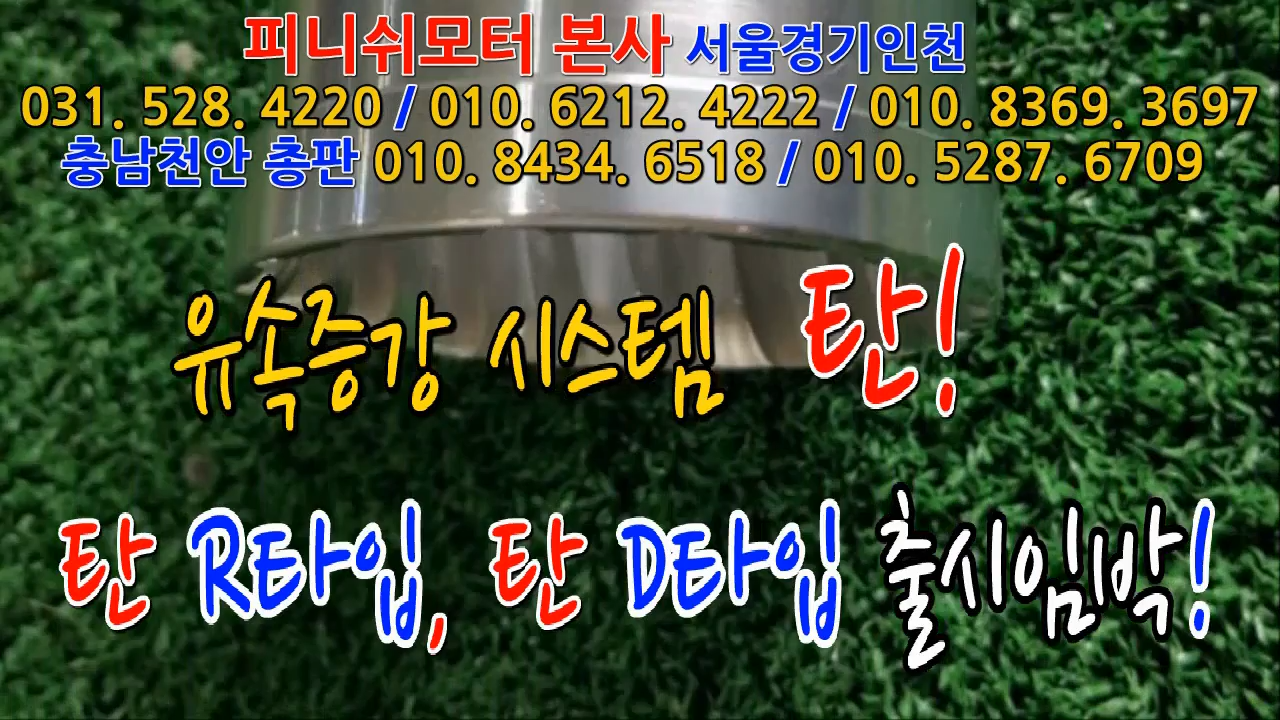 피니쉬모터 본사 서울경기인천
031. 528. 4220 / 010. 6212. 4222 / 010. 8369. 3697
충남천안 총판 010. 8434. 6518 / 010. 5287. 6709
유속증강 시스템 탄!
탄 R타입, 탄 D타입 출시임박!